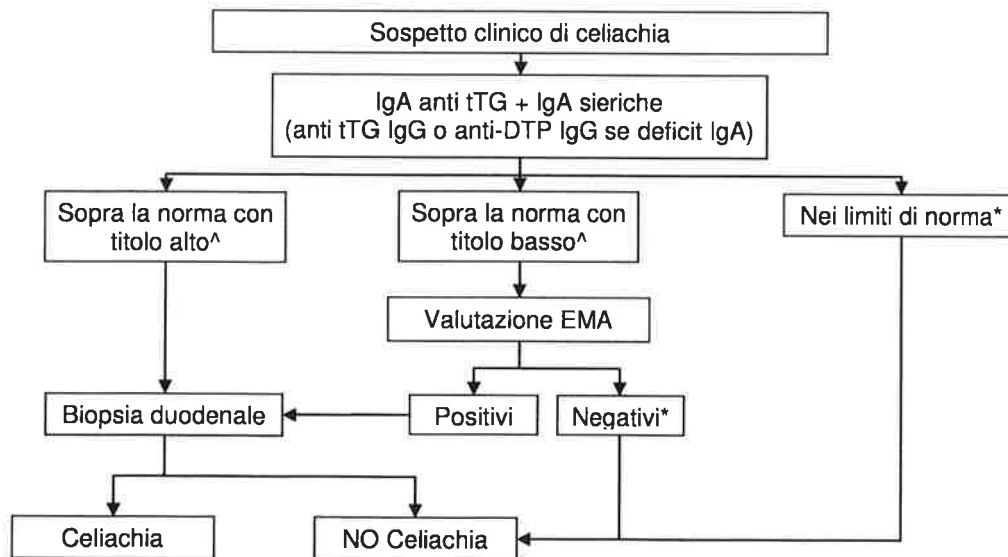 Sospetto clinico di celiachia
IgA anti tTG + IgA sieriche
(anti tTG IgG o anti-DTP IgG se deficit IgA)
Sopra la norma con
titolo alto^
Sopra la norma con
titolo basso^
Nei limiti di norma*
Valutazione EMA
Biopsia duodenale
Positivi
Negativi*
Celiachia
NO Celiachia